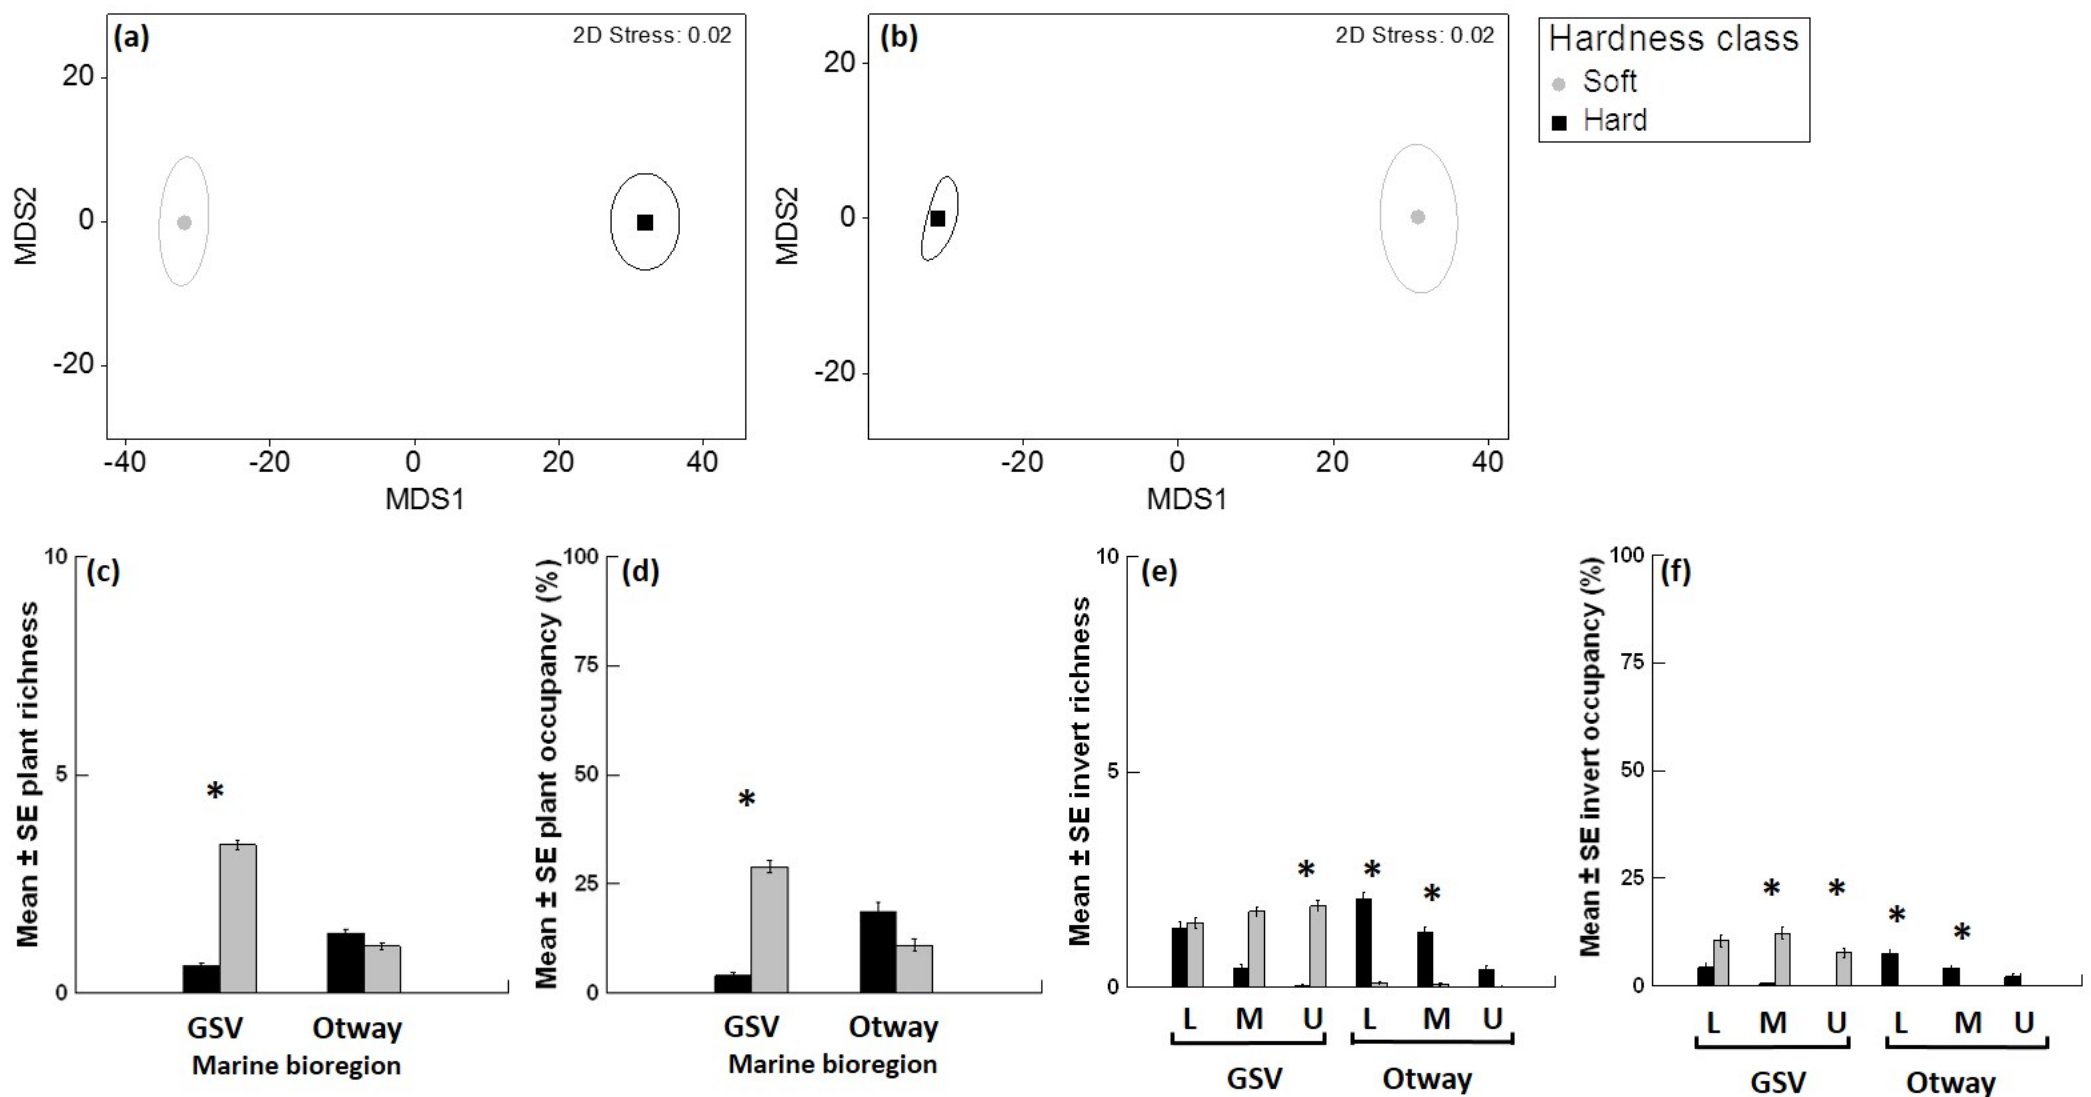 (a)
2D Stress: 0.02
20
0
-20
MDS2
-40 -20 0 20 40
MDS1
(b)
2D Stress: 0.02
20
0
-20
MDS2
-20 0 20 40
MDS1
Hardness class
Soft
Hard
(c)
Mean ± SE plant richness
10
5
0
*
GSV Otway
Marine bioregion
(d)
Mean ± SE plant occupancy (%)
100
75
50
25
0
*
GSV Otway
Marine bioregion
(e)
Mean ± SE invert richness
10
5
0
* * *
L M U L M U
GSV Otway
(f)
Mean ± SE invert occupancy (%)
100
75
50
25
0
* * * *
L M U L M U
GSV Otway